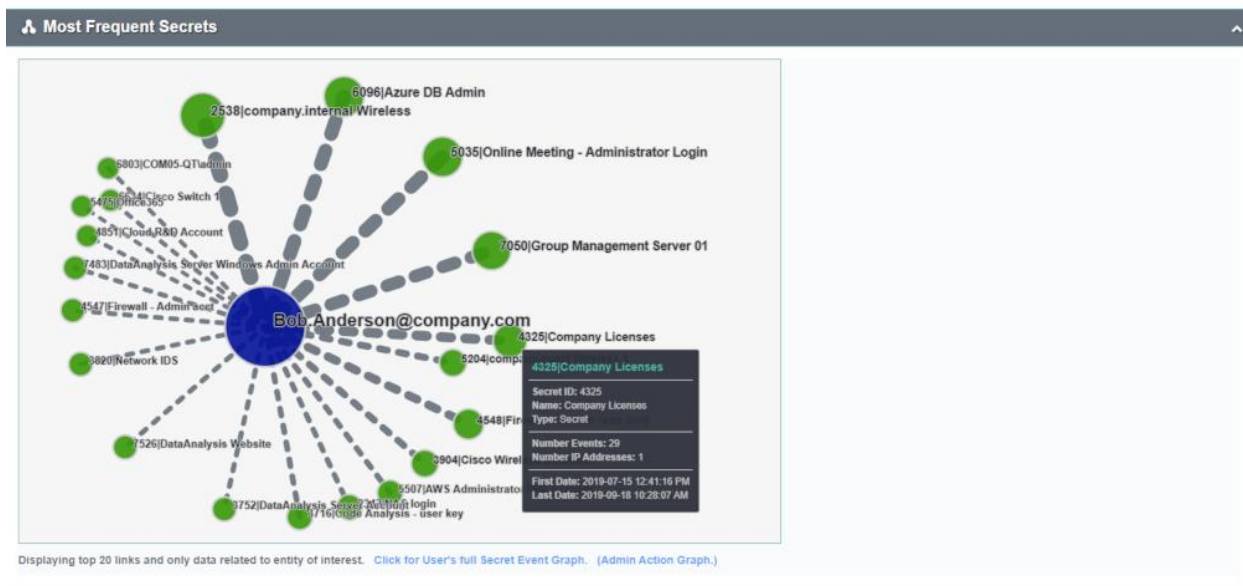 Most Frequent Secrets
6096|Azure DB Admin
2538|company.internal Wireless
5035|Online Meeting - Administrator Login
6803|COM05-QT\admin
Cisco Switch 1
5475|Office365
4851|Cloud R&D Account
7050|Group Management Server 01
7483|DataAnalysis Server Windows Admin Account
4547|Firewall - Admin acct
Bob.Anderson@company.com
4325|Company Licenses
3820|Network IDS
5204|comp
4325|Company Licenses
Secret ID: 4325
Name: Company Licenses
Type: Secret
4548|Fir
7526|DataAnalysis Website
Number Events: 29
Number IP Addresses: 1
3904|Cisco Wirel
First Date: 2019-07-15 12:41:16 PM
Last Date: 2019-09-18 10:28:07 AM
5507|AWS Administrato
3752|DataAnalysis Server Account
login
3716|Code Analysis - user key
Displaying top 20 links and only data related to entity of interest. Click for User's full Secret Event Graph. (Admin Action Graph.)